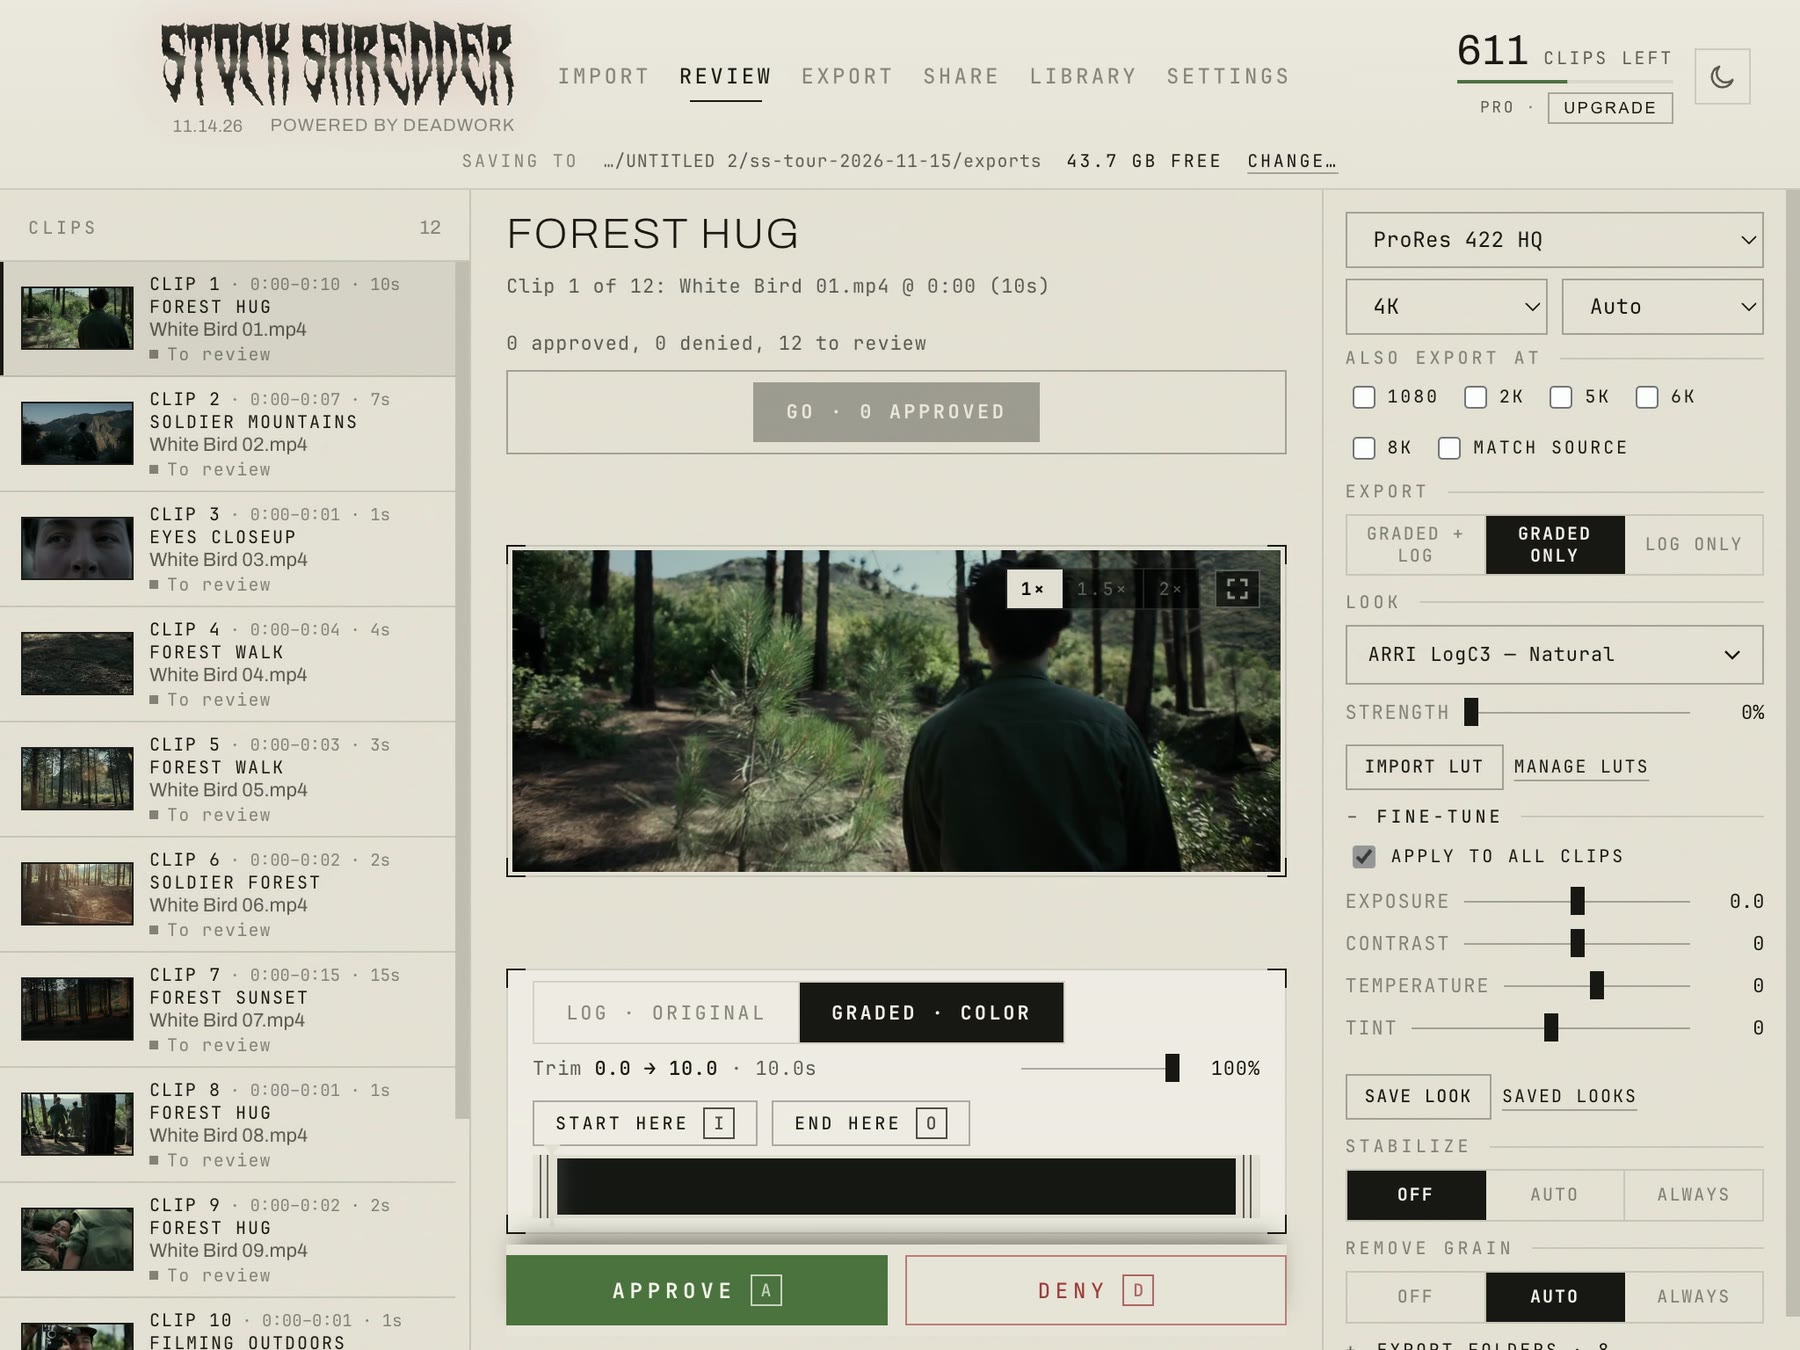 STOCK SHREDDER
11.14.26 POWERED BY DEADWORK
IMPORT REVIEW EXPORT SHARE LIBRARY SETTINGS
611 CLIPS LEFT
PRO · UPGRADE
SAVING TO …/UNTITLED 2/ss-tour-2026-11-15/exports 43.7 GB FREE CHANGE…
CLIPS 12
CLIP 1 · 0:00–0:10 · 10s
FOREST HUG
White Bird 01.mp4
To review
CLIP 2 · 0:00–0:07 · 7s
SOLDIER MOUNTAINS
White Bird 02.mp4
To review
CLIP 3 · 0:00–0:01 · 1s
EYES CLOSEUP
White Bird 03.mp4
To review
CLIP 4 · 0:00–0:04 · 4s
FOREST WALK
White Bird 04.mp4
To review
CLIP 5 · 0:00–0:03 · 3s
FOREST WALK
White Bird 05.mp4
To review
CLIP 6 · 0:00–0:02 · 2s
SOLDIER FOREST
White Bird 06.mp4
To review
CLIP 7 · 0:00–0:15 · 15s
FOREST SUNSET
White Bird 07.mp4
To review
CLIP 8 · 0:00–0:01 · 1s
FOREST HUG
White Bird 08.mp4
To review
CLIP 9 · 0:00–0:02 · 2s
FOREST HUG
White Bird 09.mp4
To review
CLIP 10 · 0:00–0:01 · 1s
FILMING OUTDOORS
FOREST HUG
Clip 1 of 12: White Bird 01.mp4 @ 0:00 (10s)
0 approved, 0 denied, 12 to review
GO · 0 APPROVED
1× 1.5× 2×
LOG · ORIGINAL GRADED · COLOR
Trim 0.0 → 10.0 · 10.0s 100%
START HERE I END HERE O
APPROVE A DENY D
ProRes 422 HQ
4K Auto
ALSO EXPORT AT
1080 2K 5K 6K
8K MATCH SOURCE
EXPORT
GRADED + LOG GRADED ONLY LOG ONLY
LOOK
ARRI LogC3 — Natural
STRENGTH 0%
IMPORT LUT MANAGE LUTS
– FINE-TUNE
APPLY TO ALL CLIPS
EXPOSURE 0.0
CONTRAST 0
TEMPERATURE 0
TINT 0
SAVE LOOK SAVED LOOKS
STABILIZE
OFF AUTO ALWAYS
REMOVE GRAIN
OFF AUTO ALWAYS
+ EXPORT FOLDERS · 8